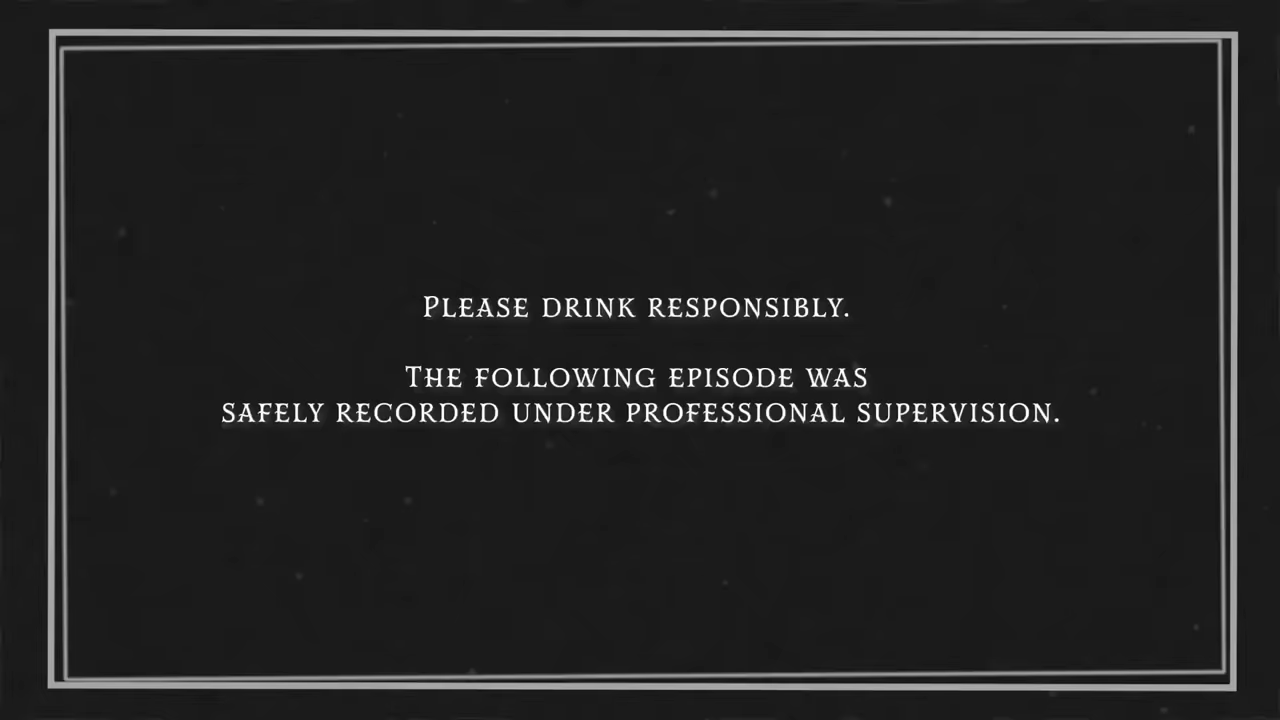 Please drink responsibly.
The following episode was
safely recorded under professional supervision.